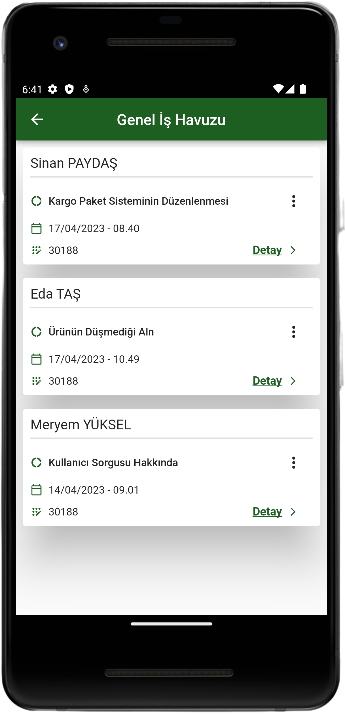 6:41
Genel İş Havuzu
Sinan PAYDAŞ
Kargo Paket Sisteminin Düzenlenmesi
17/04/2023 - 08.40
30188 Detay
Eda TAŞ
Ürünün Düşmediği Aln
17/04/2023 - 10.49
30188 Detay
Meryem YÜKSEL
Kullanıcı Sorgusu Hakkında
14/04/2023 - 09.01
30188 Detay